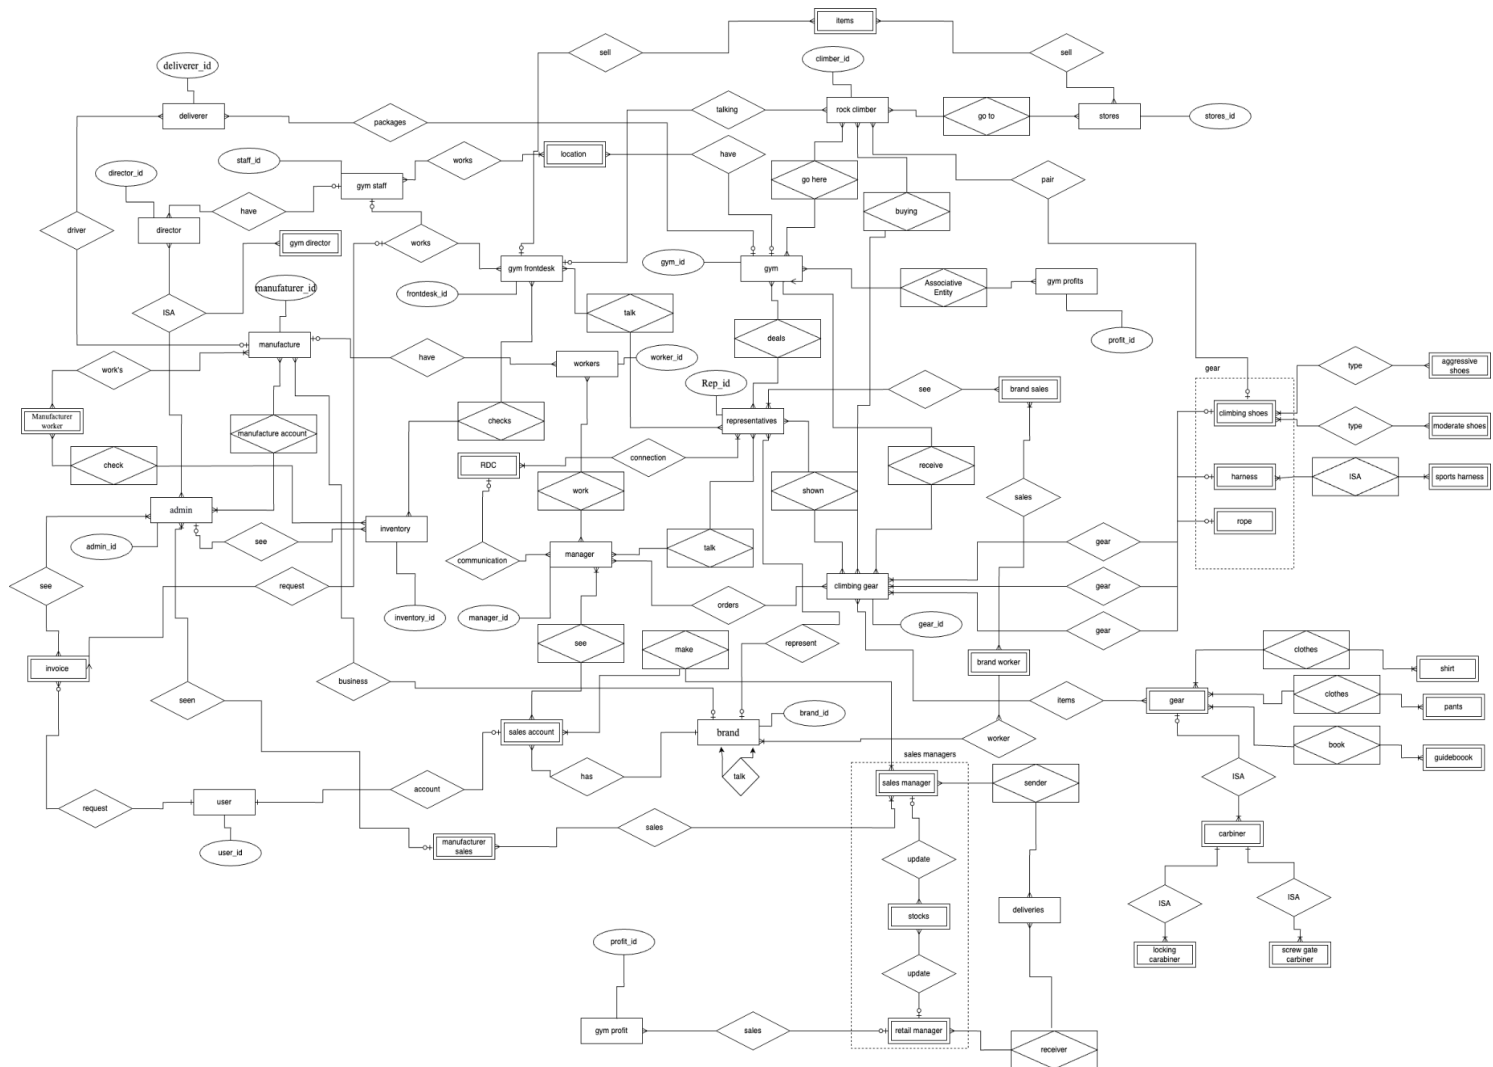 items
sell
sell
climber_id
deliverer_id
deliverer
packages
talking
rock climber
go to
stores
stores_id
staff_id
works
location
have
director_id
gym staff
go here
pair
have
buying
driver
director
gym director
works
gym frontdesk
gym_id
gym
Associative
Entity
gym profits
manufaturer_id
frontdesk_id
ISA
talk
deals
profit_id
manufacture
have
workers
worker_id
gear
work's
type
aggressive
shoes
Rep_id
see
brand sales
Manufacturer
worker
manufacture account
checks
representatives
climbing shoes
type
moderate shoes
check
RDC
connection
receive
harness
ISA
sports harness
work
shown
sales
admin
inventory
rope
admin_id
see
communication
manager
talk
gear
see
request
climbing gear
gear
orders
inventory_id
manager_id
gear_id
gear
see
make
represent
clothes
invoice
brand worker
shirt
business
seen
items
gear
clothes
pants
sales account
brand
brand_id
worker
book
guideboook
sales managers
has
talk
ISA
account
sales manager
sender
request
user
sales
carbiner
user_id
manufacturer
sales
update
ISA
ISA
stocks
deliveries
profit_id
locking
carabiner
screw gate
carbiner
update
gym profit
sales
retail manager
receiver